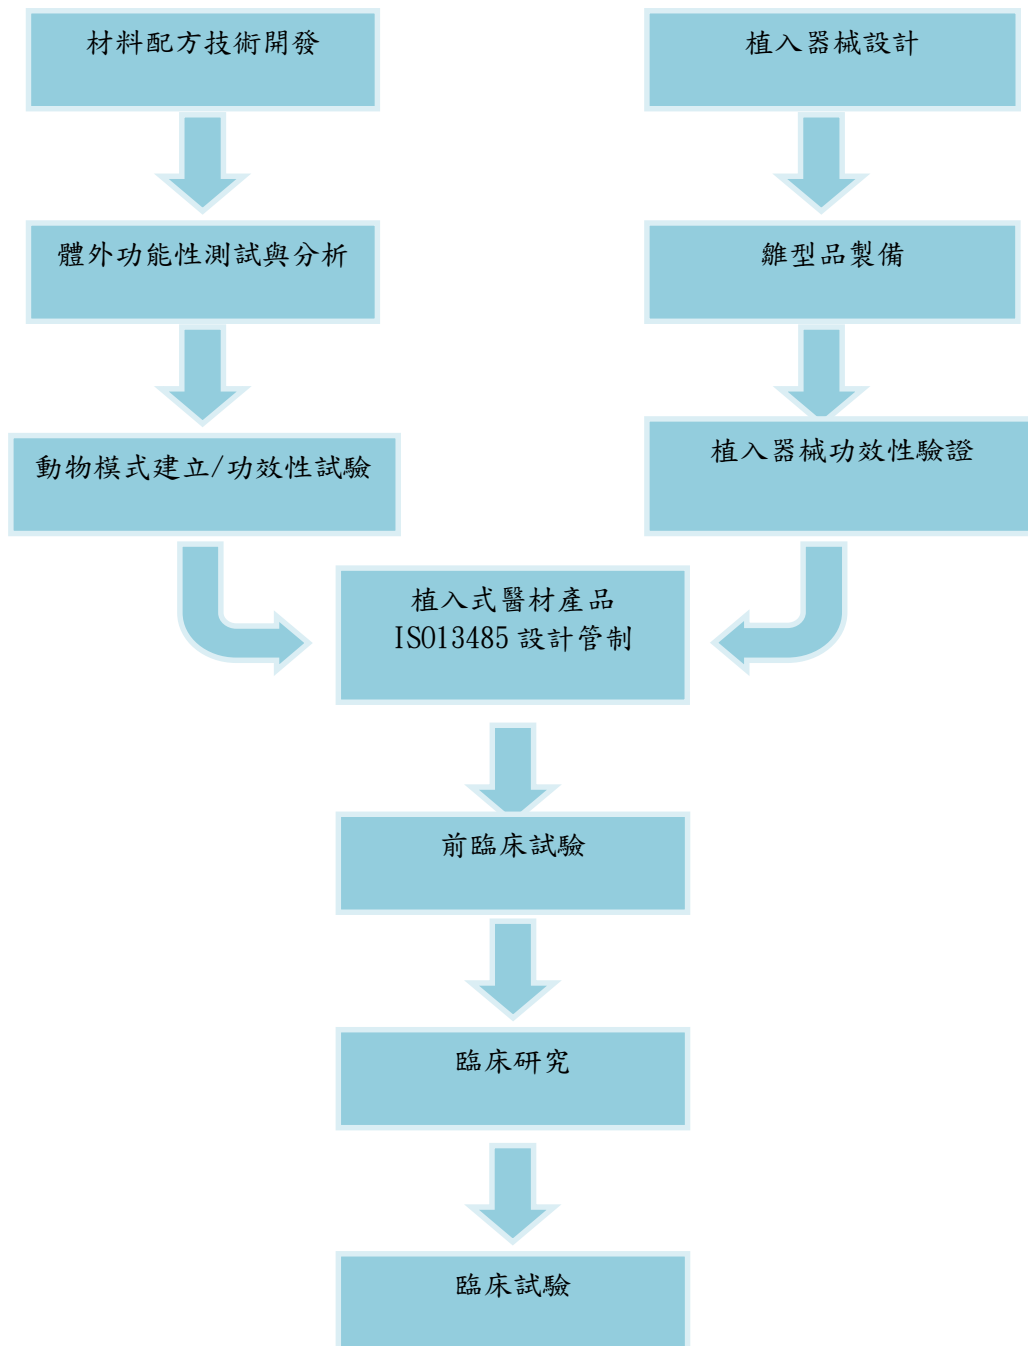 材料配方技術開發
植入器械設計
體外功能性測試與分析
雛型品製備
動物模式建立/功效性試驗
植入器械功效性驗證
植入式醫材產品
ISO13485 設計管制
前臨床試驗
臨床研究
臨床試驗